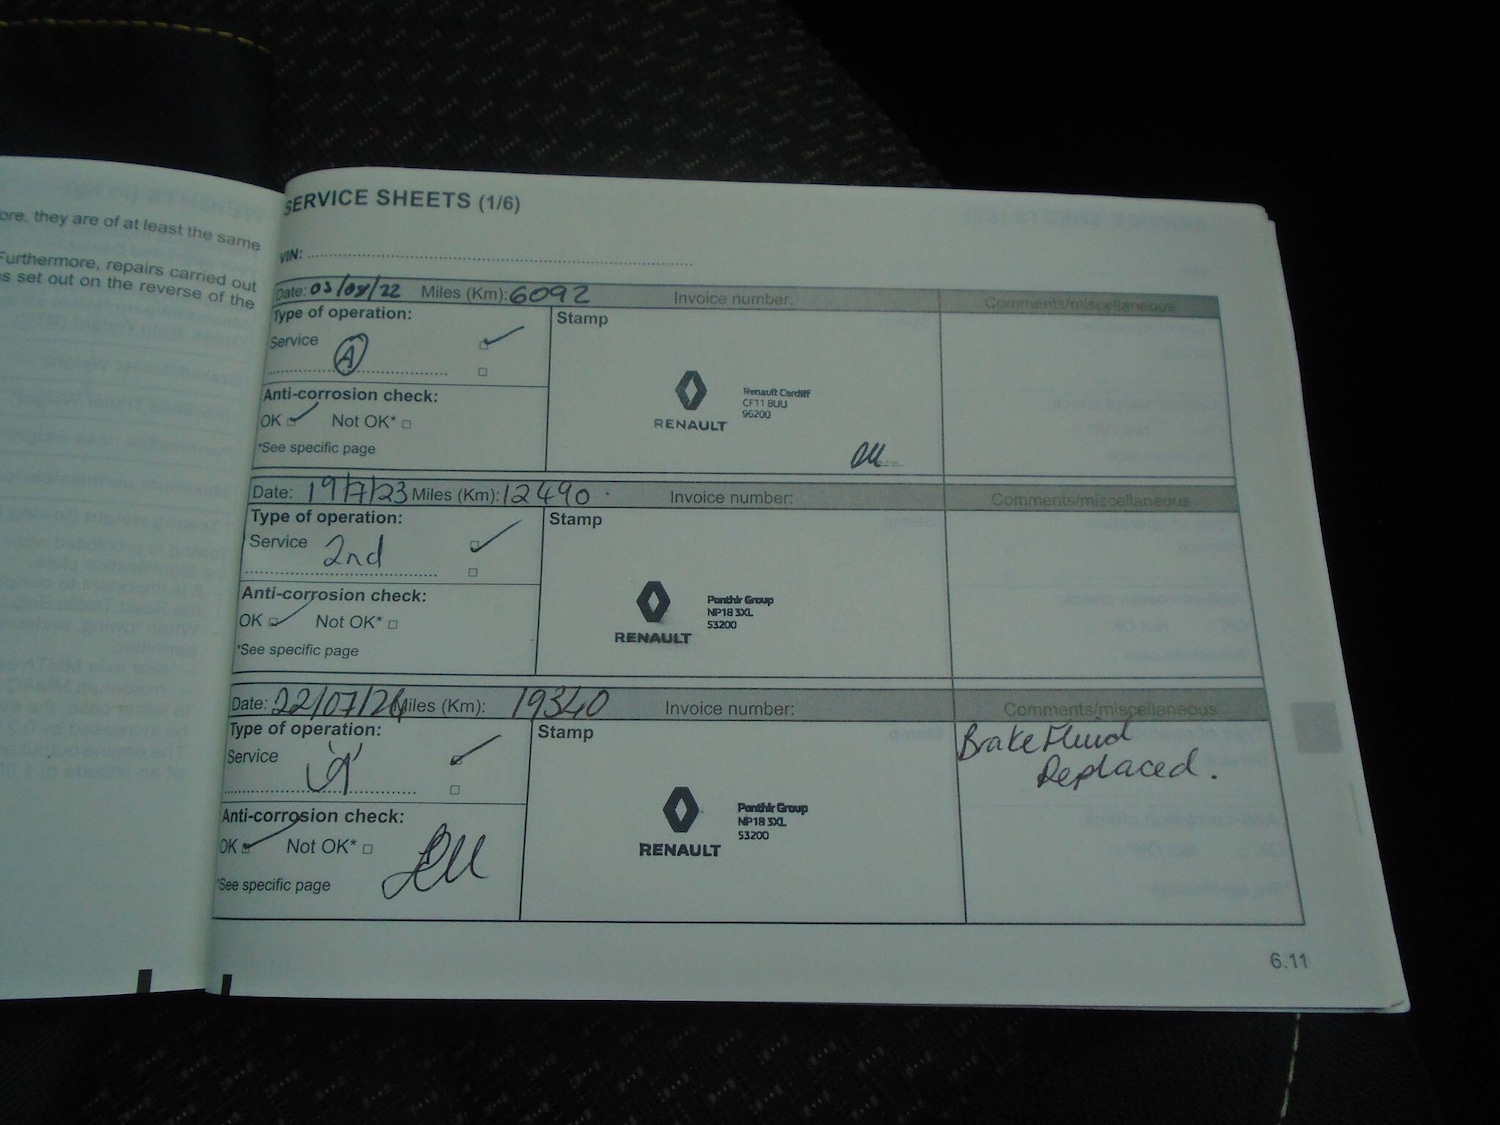 ore, they are of at least the same
Furthermore, repairs carried out
s set out on the reverse of the
SERVICE SHEETS (1/6)
VIN:
Date: 03/08/22 Miles (Km): 6092 Invoice number: Comments/miscellaneous
Type of operation:
Service
A
Anti-corrosion check:
OK Not OK*
*See specific page
Stamp
RENAULT
Renault Cardiff
CF11 8UU
96200
Date: 19/7/23 Miles (Km): 12490 Invoice number: Comments/miscellaneous
Type of operation:
Service 2nd
Anti-corrosion check:
OK Not OK*
*See specific page
Stamp
RENAULT
Ponthir Group
NP18 3XL
53200
Date: 22/07/24 Miles (Km): 19340 Invoice number: Comments/miscellaneous
Type of operation:
Service 'A'
Anti-corrosion check:
OK Not OK*
*See specific page
Stamp
RENAULT
Ponthir Group
NP18 3XL
53200
Brake Fluid
Replaced.
6.11